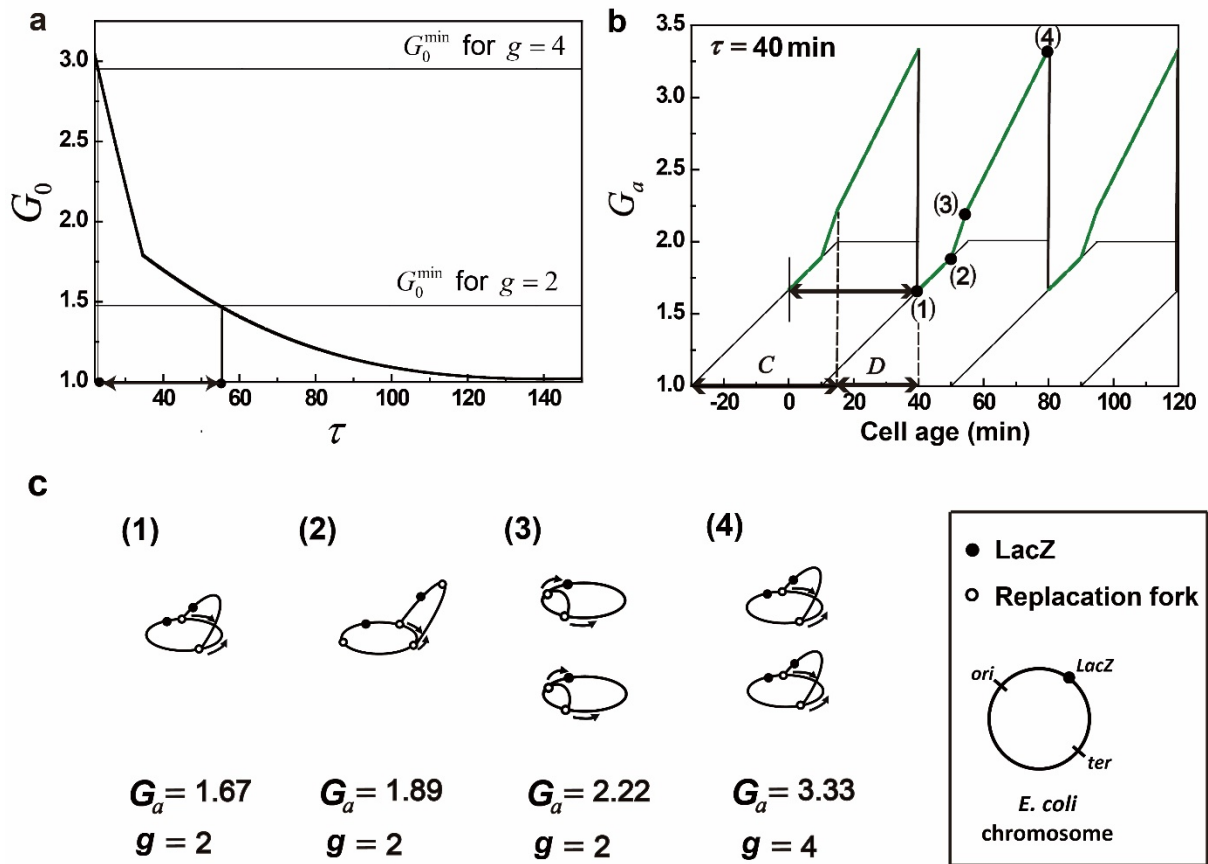 a
G₀
3.0
2.5
2.0
1.5
1.0
G₀ᵐⁱⁿ for g = 4
G₀ᵐⁱⁿ for g = 2
40 60 80 100 120 140
τ
b
Gₐ
3.5
3.0
2.5
2.0
1.5
1.0
τ = 40 min
(4)
(3)
(2)
(1)
C
D
-20 0 20 40 60 80 100 120
Cell age (min)
c
(1) (2) (3) (4)
Gₐ= 1.67 Gₐ= 1.89 Gₐ= 2.22 Gₐ= 3.33
g = 2 g = 2 g = 2 g = 4
LacZ
Replacation fork
ori
LacZ
ter
E. coli
chromosome